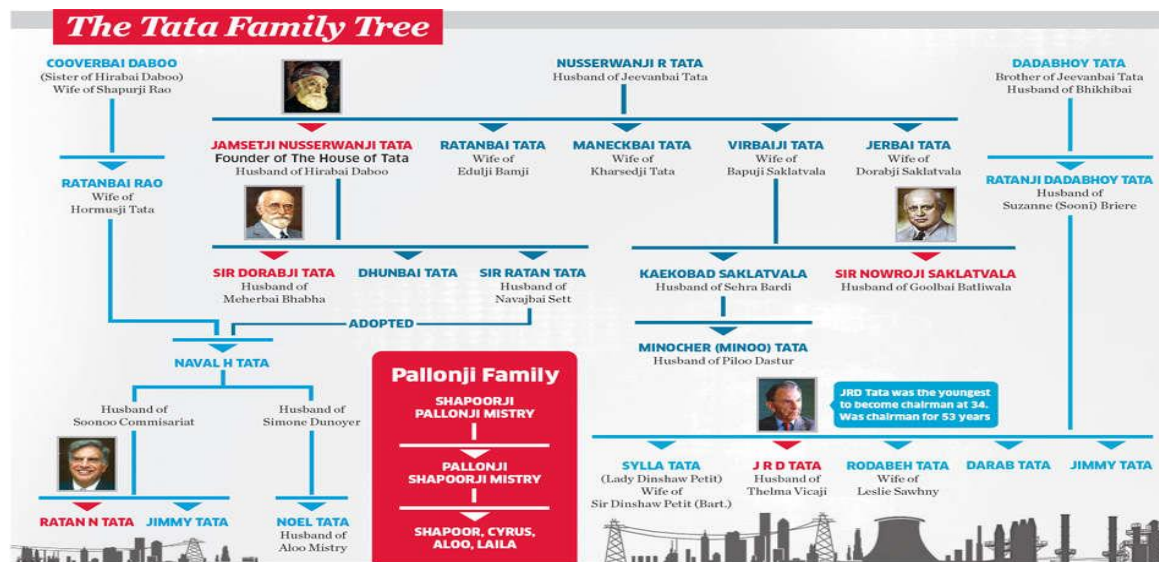 The Tata Family Tree
COOVERBAI DABOO
(Sister of Hirabai Daboo)
Wife of Shapurji Rao
NUSSERWANJI R TATA
Husband of Jeevanbai Tata
DADABHOY TATA
Brother of Jeevanbai Tata
Husband of Bhikhibai
JAMSETJI NUSSERWANJI TATA
Founder of The House of Tata
Husband of Hirabai Daboo
RATANBAI TATA
Wife of
Edulji Bamji
MANECKBAI TATA
Wife of
Kharsedji Tata
VIRBAIJI TATA
Wife of
Bapuji Saklatvala
JERBAI TATA
Wife of
Dorabji Saklatvala
RATANBAI RAO
Wife of
Hormusji Tata
RATANJI DADABHOY TATA
Husband of
Suzanne (Sooni) Briere
SIR DORABJI TATA
Husband of
Meherbai Bhabha
DHUNBAI TATA
SIR RATAN TATA
Husband of
Navajbai Sett
KAEKOBAD SAKLATVALA
Husband of Sehra Bardi
SIR NOWROJI SAKLATVALA
Husband of Goolbai Batliwala
ADOPTED
MINOCHER (MINOO) TATA
Husband of Piloo Dastur
NAVAL H TATA
Husband of
Soonoo Commisariat
Husband of
Simone Dunoyer
RATAN N TATA
JIMMY TATA
NOEL TATA
Husband of
Aloo Mistry
Pallonji Family
SHAPOORJI
PALLONJI MISTRY
PALLONJI
SHAPOORJI MISTRY
SHAPOOR, CYRUS,
ALOO, LAILA
JRD Tata was the youngest
to become chairman at 34.
Was chairman for 53 years
SYLLA TATA
(Lady Dinshaw Petit)
Wife of
Sir Dinshaw Petit (Bart.)
J R D TATA
Husband of
Thelma Vicaji
RODABEH TATA
Wife of
Leslie Sawhny
DARAB TATA
JIMMY TATA